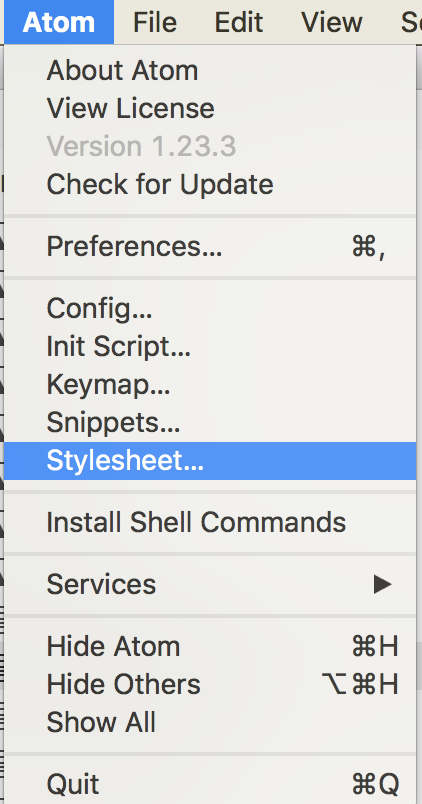 Atom File Edit View
About Atom
View License
Version 1.23.3
Check for Update
Preferences... ⌘,
Config...
Init Script...
Keymap...
Snippets...
Stylesheet...
Install Shell Commands
Services ▶
Hide Atom ⌘H
Hide Others ⌥⌘H
Show All
Quit ⌘Q